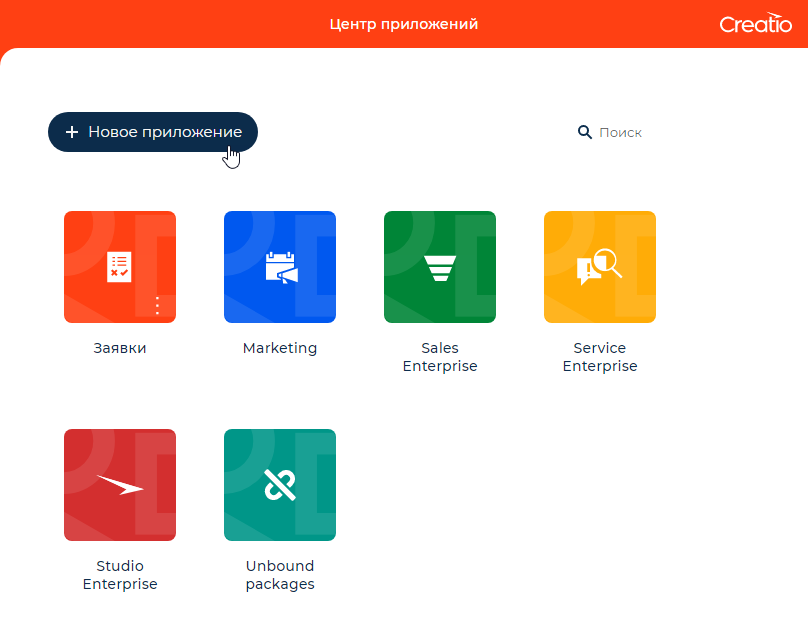 Центр приложений
Creatio
Новое приложение
Поиск
Заявки
Marketing
Sales
Enterprise
Service
Enterprise
Studio
Enterprise
Unbound
packages